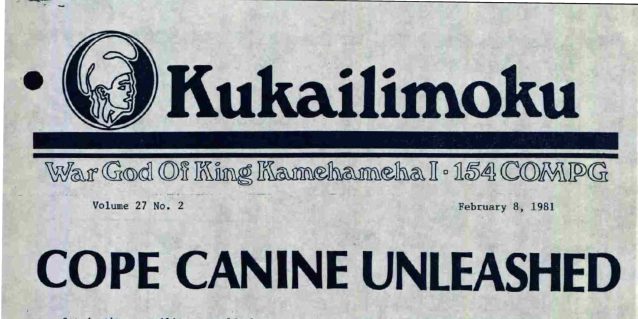 Kukailimoku
War God Of King Kamehameha I • 154 COMPG
Volume 27 No. 2 February 8, 1981
COPE CANINE UNLEASHED